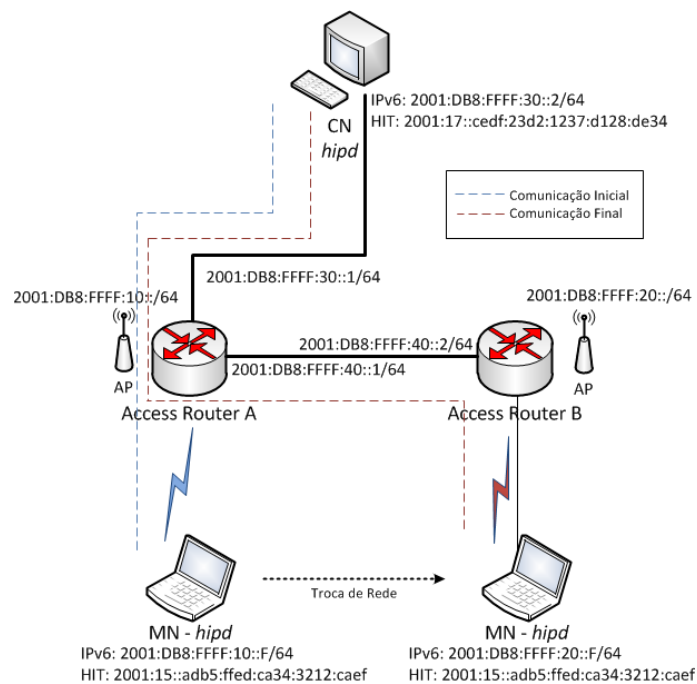 IPv6: 2001:DB8:FFFF:30::2/64
HIT: 2001:17::cedf:23d2:1237:d128:de34
CN
hipd
Comunicação Inicial
Comunicação Final
2001:DB8:FFFF:30::1/64
2001:DB8:FFFF:10::/64
2001:DB8:FFFF:20::/64
2001:DB8:FFFF:40::2/64
2001:DB8:FFFF:40::1/64
AP
AP
Access Router A
Access Router B
Troca de Rede
MN - hipd
IPv6: 2001:DB8:FFFF:10::F/64
HIT: 2001:15::adb5:ffed:ca34:3212:caef
MN - hipd
IPv6: 2001:DB8:FFFF:20::F/64
HIT: 2001:15::adb5:ffed:ca34:3212:caef